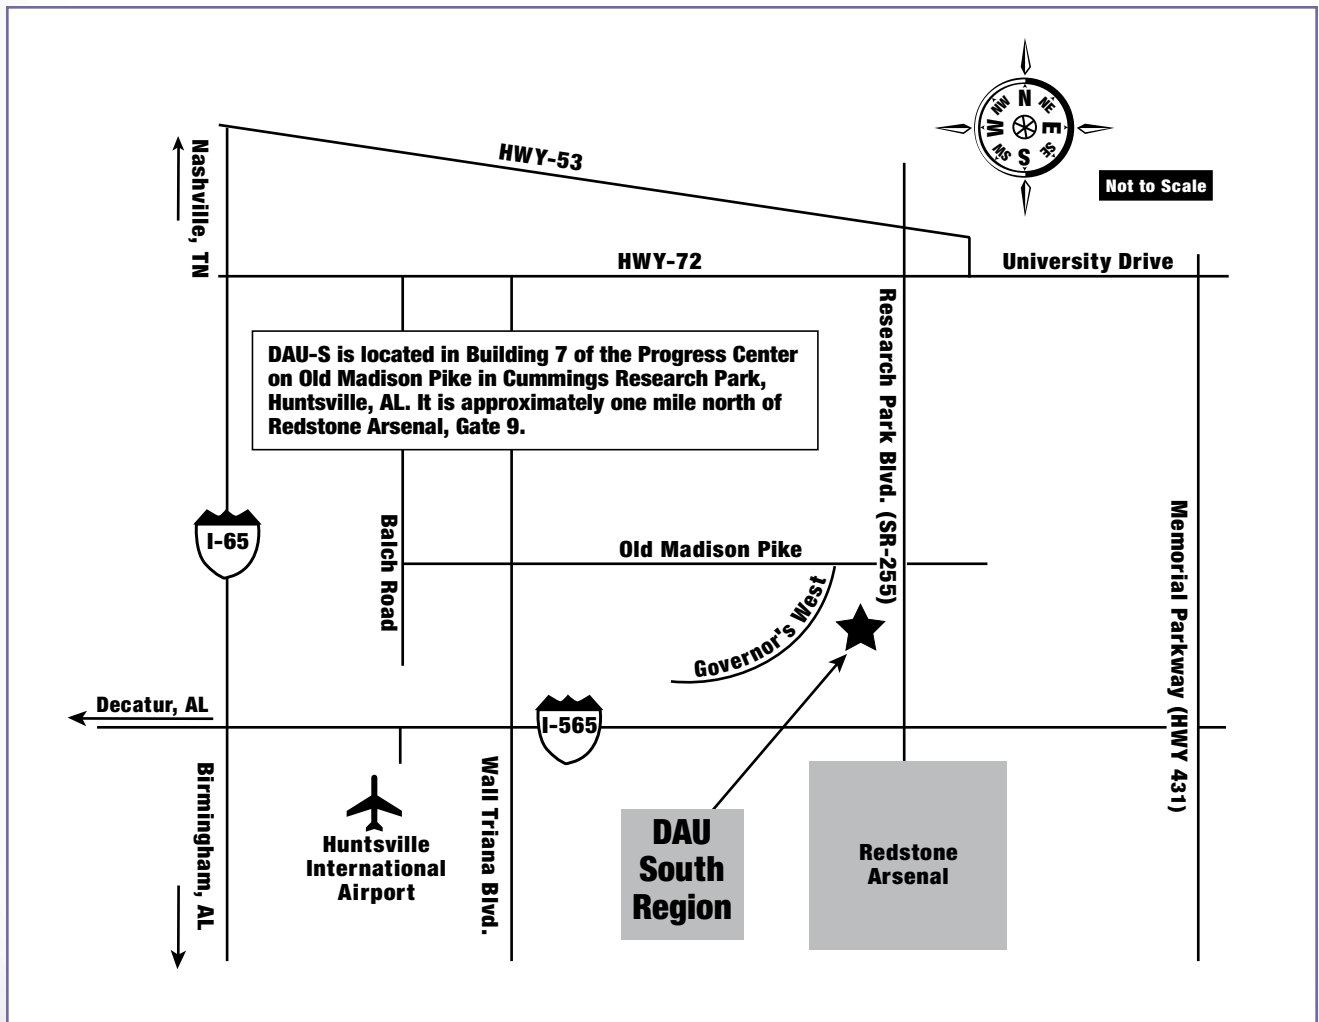 N
NE
E
SE
S
WS
W
NW
Not to Scale
HWY-53
Nashville, TN
HWY-72
University Drive
DAU-S is located in Building 7 of the Progress Center
on Old Madison Pike in Cummings Research Park,
Huntsville, AL. It is approximately one mile north of
Redstone Arsenal, Gate 9.
Research Park Blvd. (SR-255)
I-65
Balch Road
Old Madison Pike
Governor's West
Memorial Parkway (HWY 431)
Decatur, AL
I-565
Birmingham, AL
Huntsville
International
Airport
Wall Triana Blvd.
DAU
South
Region
Redstone
Arsenal